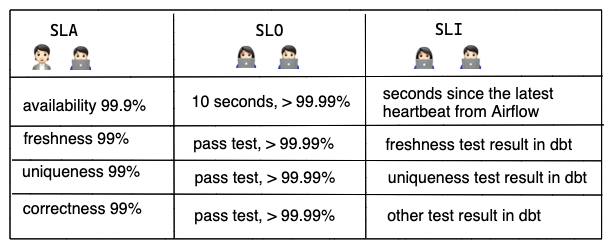 SLA SLO SLI
availability 99.9% 10 seconds, > 99.99% seconds since the latest
heartbeat from Airflow
freshness 99% pass test, > 99.99% freshness test result in dbt
uniqueness 99% pass test, > 99.99% uniqueness test result in dbt
correctness 99% pass test, > 99.99% other test result in dbt